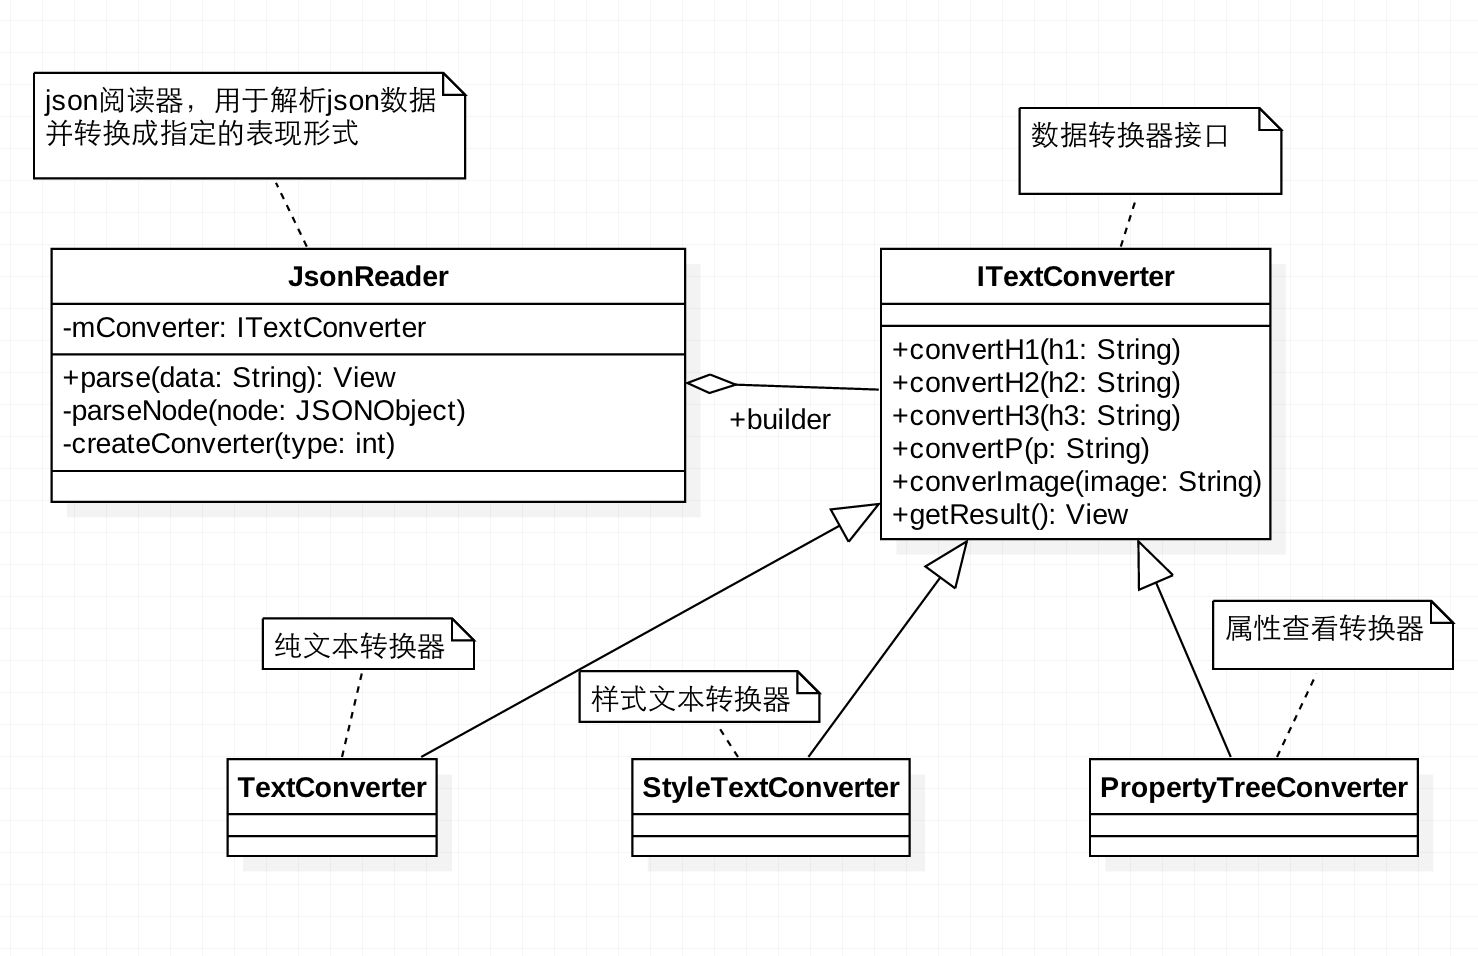 json阅读器，用于解析json数据
并转换成指定的表现形式
数据转换器接口
JsonReader
-mConverter: ITextConverter
+parse(data: String): View
-parseNode(node: JSONObject)
-createConverter(type: int)
+builder
ITextConverter
+convertH1(h1: String)
+convertH2(h2: String)
+convertH3(h3: String)
+convertP(p: String)
+converImage(image: String)
+getResult(): View
纯文本转换器
样式文本转换器
属性查看转换器
TextConverter
StyleTextConverter
PropertyTreeConverter